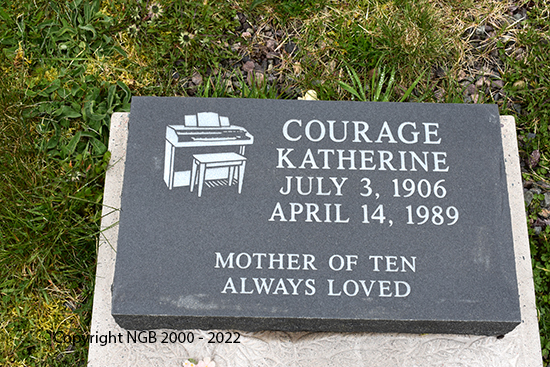 COURAGE
KATHERINE
JULY 3, 1906
APRIL 14, 1989
MOTHER OF TEN
ALWAYS LOVED
Copyright NGB 2000 - 2022